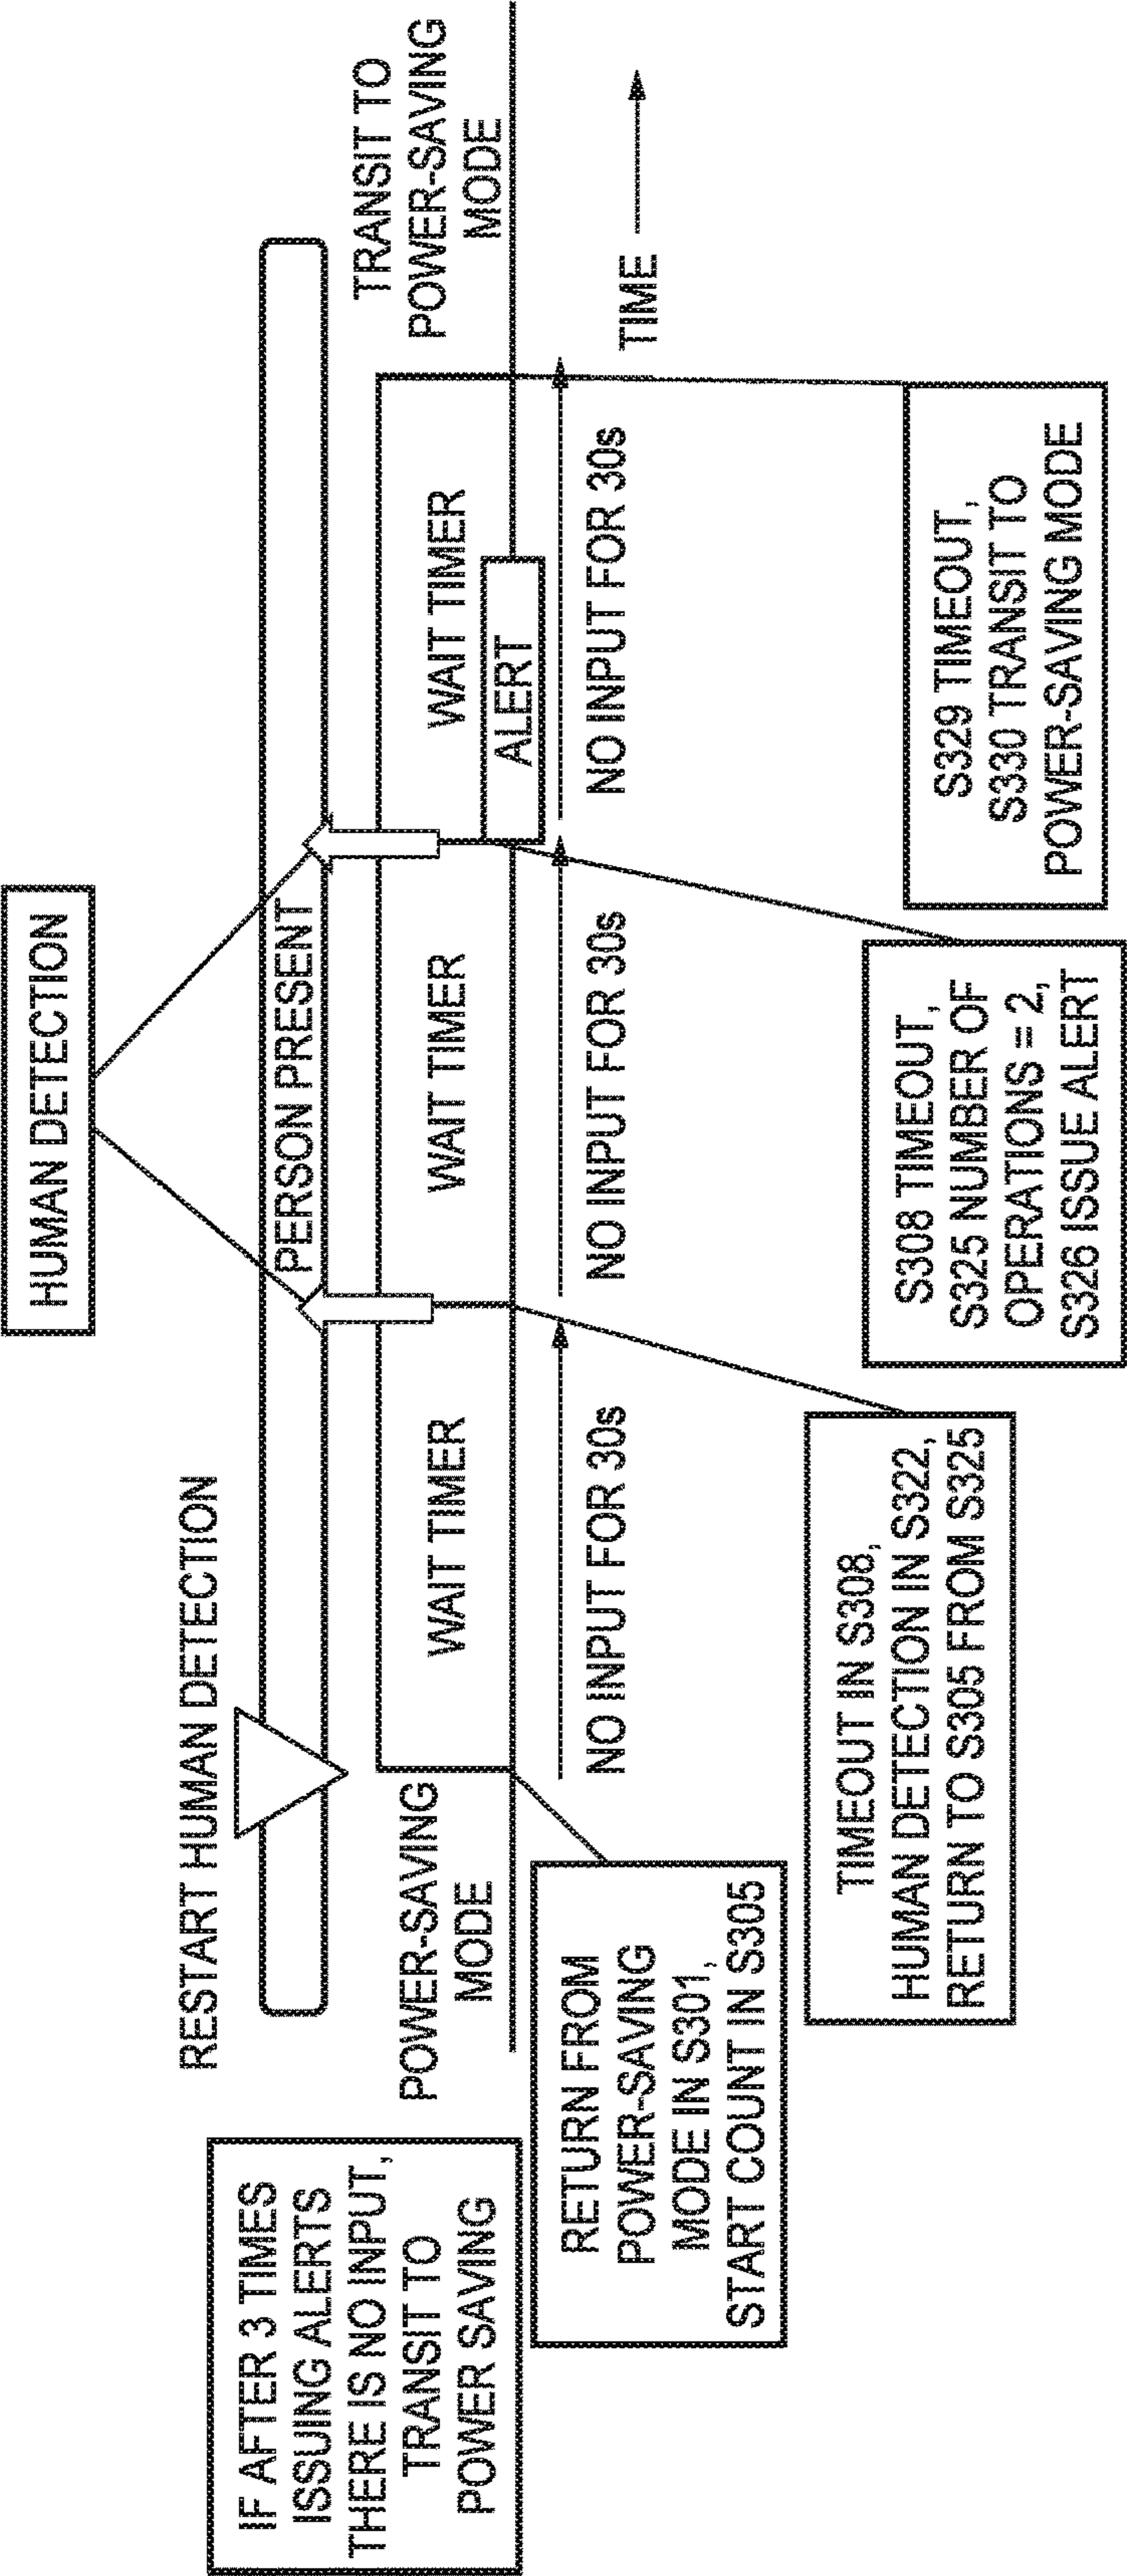 HUMAN DETECTION
RESTART HUMAN DETECTION
PERSON PRESENT
IF AFTER 3 TIMES
ISSUING ALERTS
THERE IS NO INPUT,
TRANSIT TO
POWER SAVING
POWER-SAVING
MODE
WAIT TIMER
WAIT TIMER
WAIT TIMER
ALERT
TRANSIT TO
POWER-SAVING
MODE
NO INPUT FOR 30s
NO INPUT FOR 30s
NO INPUT FOR 30s
TIME
RETURN FROM
POWER-SAVING
MODE IN S301,
START COUNT IN S305
TIMEOUT IN S308,
HUMAN DETECTION IN S322,
RETURN TO S305 FROM S325
S308 TIMEOUT,
S325 NUMBER OF
OPERATIONS = 2,
S326 ISSUE ALERT
S329 TIMEOUT,
S330 TRANSIT TO
POWER-SAVING MODE